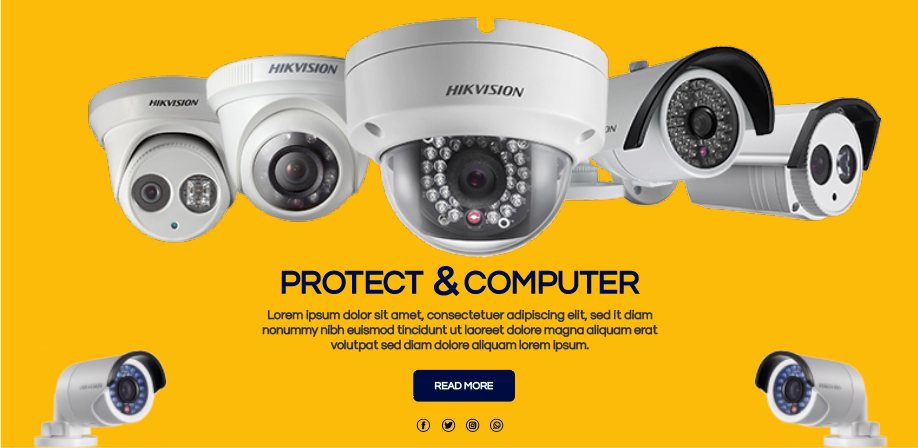 HIKVISION
HIKVISION
HIKVISION
PROTECT & COMPUTER
Lorem ipsum dolor sit amet, consectetuer adipiscing elit, sed it diam
nonummy nibh euismod tincidunt ut laoreet dolore magna aliquam erat
volutpat sed diam dolore aliquam lorem ipsum.
READ MORE